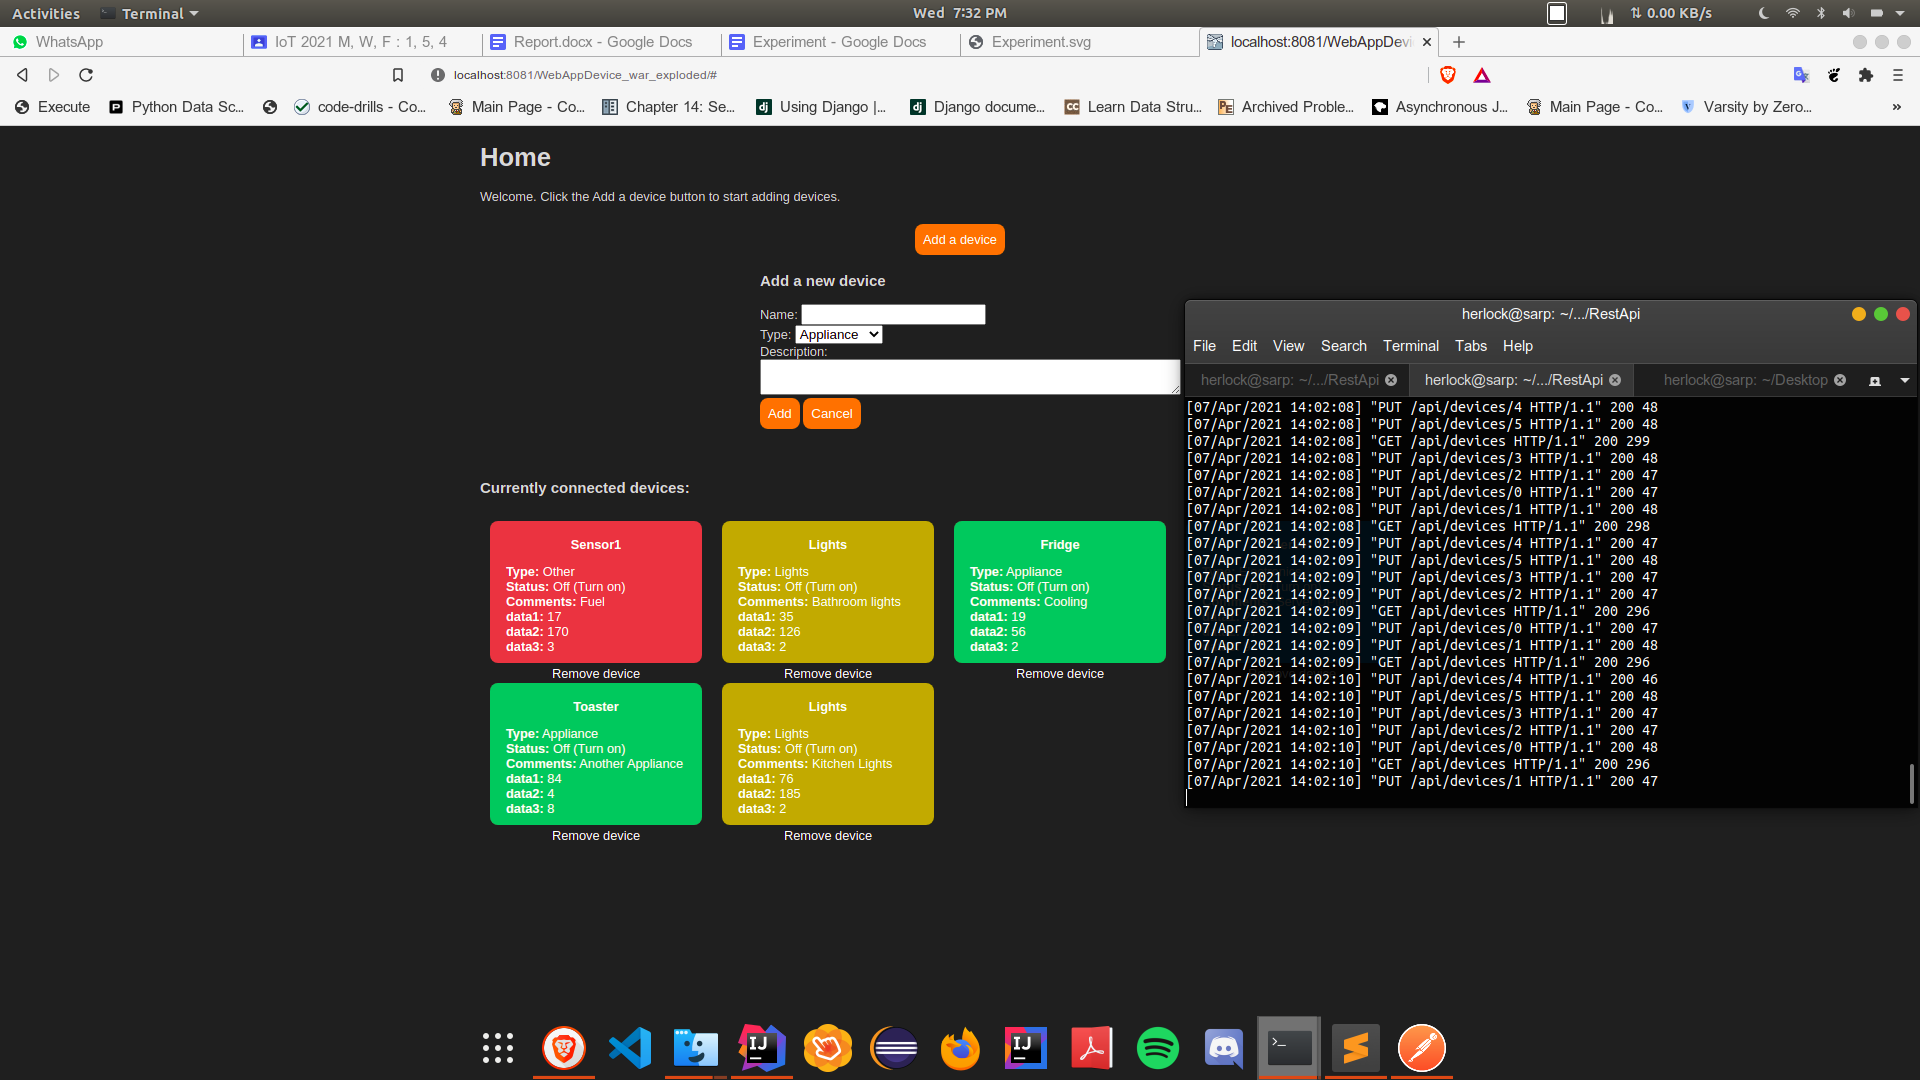 Activities Terminal Wed 7:32 PM 0.00 KB/s
WhatsApp IoT 2021 M, W, F : 1, 5, 4 Report.docx - Google Docs Experiment - Google Docs Experiment.svg localhost:8081/WebAppDevi
localhost:8081/WebAppDevice_war_exploded/#
Execute Python Data Sc... code-drills - Co... Main Page - Co... Chapter 14: Se... Using Django |... Django docume... Learn Data Stru... Archived Proble... Asynchronous J... Main Page - Co... Varsity by Zero... »
Home
Welcome. Click the Add a device button to start adding devices.
Add a device
Add a new device
Name:
Type: Appliance
Description:
Add Cancel
Currently connected devices:
Sensor1
Type: Other
Status: Off (Turn on)
Comments: Fuel
data1: 17
data2: 170
data3: 3
Remove device
Lights
Type: Lights
Status: Off (Turn on)
Comments: Bathroom lights
data1: 35
data2: 126
data3: 2
Remove device
Fridge
Type: Appliance
Status: Off (Turn on)
Comments: Cooling
data1: 19
data2: 56
data3: 2
Remove device
Toaster
Type: Appliance
Status: Off (Turn on)
Comments: Another Appliance
data1: 84
data2: 4
data3: 8
Remove device
Lights
Type: Lights
Status: Off (Turn on)
Comments: Kitchen Lights
data1: 76
data2: 185
data3: 2
Remove device
herlock@sarp: ~/.../RestApi
File Edit View Search Terminal Tabs Help
herlock@sarp: ~/.../RestApi herlock@sarp: ~/.../RestApi herlock@sarp: ~/Desktop
[07/Apr/2021 14:02:08] "PUT /api/devices/4 HTTP/1.1" 200 48
[07/Apr/2021 14:02:08] "PUT /api/devices/5 HTTP/1.1" 200 48
[07/Apr/2021 14:02:08] "GET /api/devices HTTP/1.1" 200 299
[07/Apr/2021 14:02:08] "PUT /api/devices/3 HTTP/1.1" 200 48
[07/Apr/2021 14:02:08] "PUT /api/devices/2 HTTP/1.1" 200 47
[07/Apr/2021 14:02:08] "PUT /api/devices/0 HTTP/1.1" 200 47
[07/Apr/2021 14:02:08] "PUT /api/devices/1 HTTP/1.1" 200 48
[07/Apr/2021 14:02:08] "GET /api/devices HTTP/1.1" 200 298
[07/Apr/2021 14:02:09] "PUT /api/devices/4 HTTP/1.1" 200 47
[07/Apr/2021 14:02:09] "PUT /api/devices/5 HTTP/1.1" 200 48
[07/Apr/2021 14:02:09] "PUT /api/devices/3 HTTP/1.1" 200 47
[07/Apr/2021 14:02:09] "PUT /api/devices/2 HTTP/1.1" 200 47
[07/Apr/2021 14:02:09] "GET /api/devices HTTP/1.1" 200 296
[07/Apr/2021 14:02:09] "PUT /api/devices/0 HTTP/1.1" 200 47
[07/Apr/2021 14:02:09] "PUT /api/devices/1 HTTP/1.1" 200 48
[07/Apr/2021 14:02:09] "GET /api/devices HTTP/1.1" 200 296
[07/Apr/2021 14:02:10] "PUT /api/devices/4 HTTP/1.1" 200 46
[07/Apr/2021 14:02:10] "PUT /api/devices/5 HTTP/1.1" 200 48
[07/Apr/2021 14:02:10] "PUT /api/devices/3 HTTP/1.1" 200 47
[07/Apr/2021 14:02:10] "PUT /api/devices/2 HTTP/1.1" 200 47
[07/Apr/2021 14:02:10] "PUT /api/devices/0 HTTP/1.1" 200 48
[07/Apr/2021 14:02:10] "GET /api/devices HTTP/1.1" 200 296
[07/Apr/2021 14:02:10] "PUT /api/devices/1 HTTP/1.1" 200 47